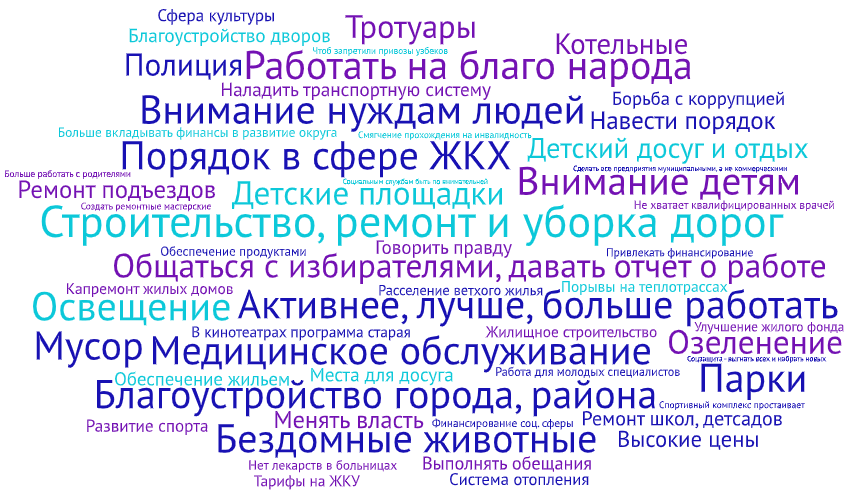 Сфера культуры
Тротуары
Благоустройство дворов
Котельные
Чтоб запретили привозы узбеков
Полиция
Работать на благо народа
Наладить транспортную систему
Борьба с коррупцией
Внимание нуждам людей
Навести порядок
Больше вкладывать финансы в развитие округа
Смягчение прохождения на инвалидность
Порядок в сфере ЖКХ
Детский досуг и отдых
Сделать все предприятия муниципальными, а не коммерческими
Больше работать с родителями
Внимание детям
Социальным службам быть по внимательней
Ремонт подъездов
Детские площадки
Создать ремонтные мастерские
Не хватает квалифицированных врачей
Строительство, ремонт и уборка дорог
Обеспечение продуктами
Говорить правду
Привлекать финансирование
Общаться с избирателями, давать отчет о работе
Капремонт жилых домов
Расселение ветхого жилья
Порывы на теплотрассах
Освещение
Активнее, лучше, больше работать
В кинотеатрах программа старая
Жилищное строительство
Улучшение жилого фонда
Мусор
Медицинское обслуживание
Озеленение
Соцзащита - выгнать всех и набрать новых
Обеспечение жильем
Места для досуга
Работа для молодых специалистов
Парки
Благоустройство города, района
Спортивный комплекс простаивает
Развитие спорта
Менять власть
Финансирование соц. сферы
Ремонт школ, детсадов
Бездомные животные
Высокие цены
Нет лекарств в больницах
Выполнять обещания
Тарифы на ЖКУ
Система отопления